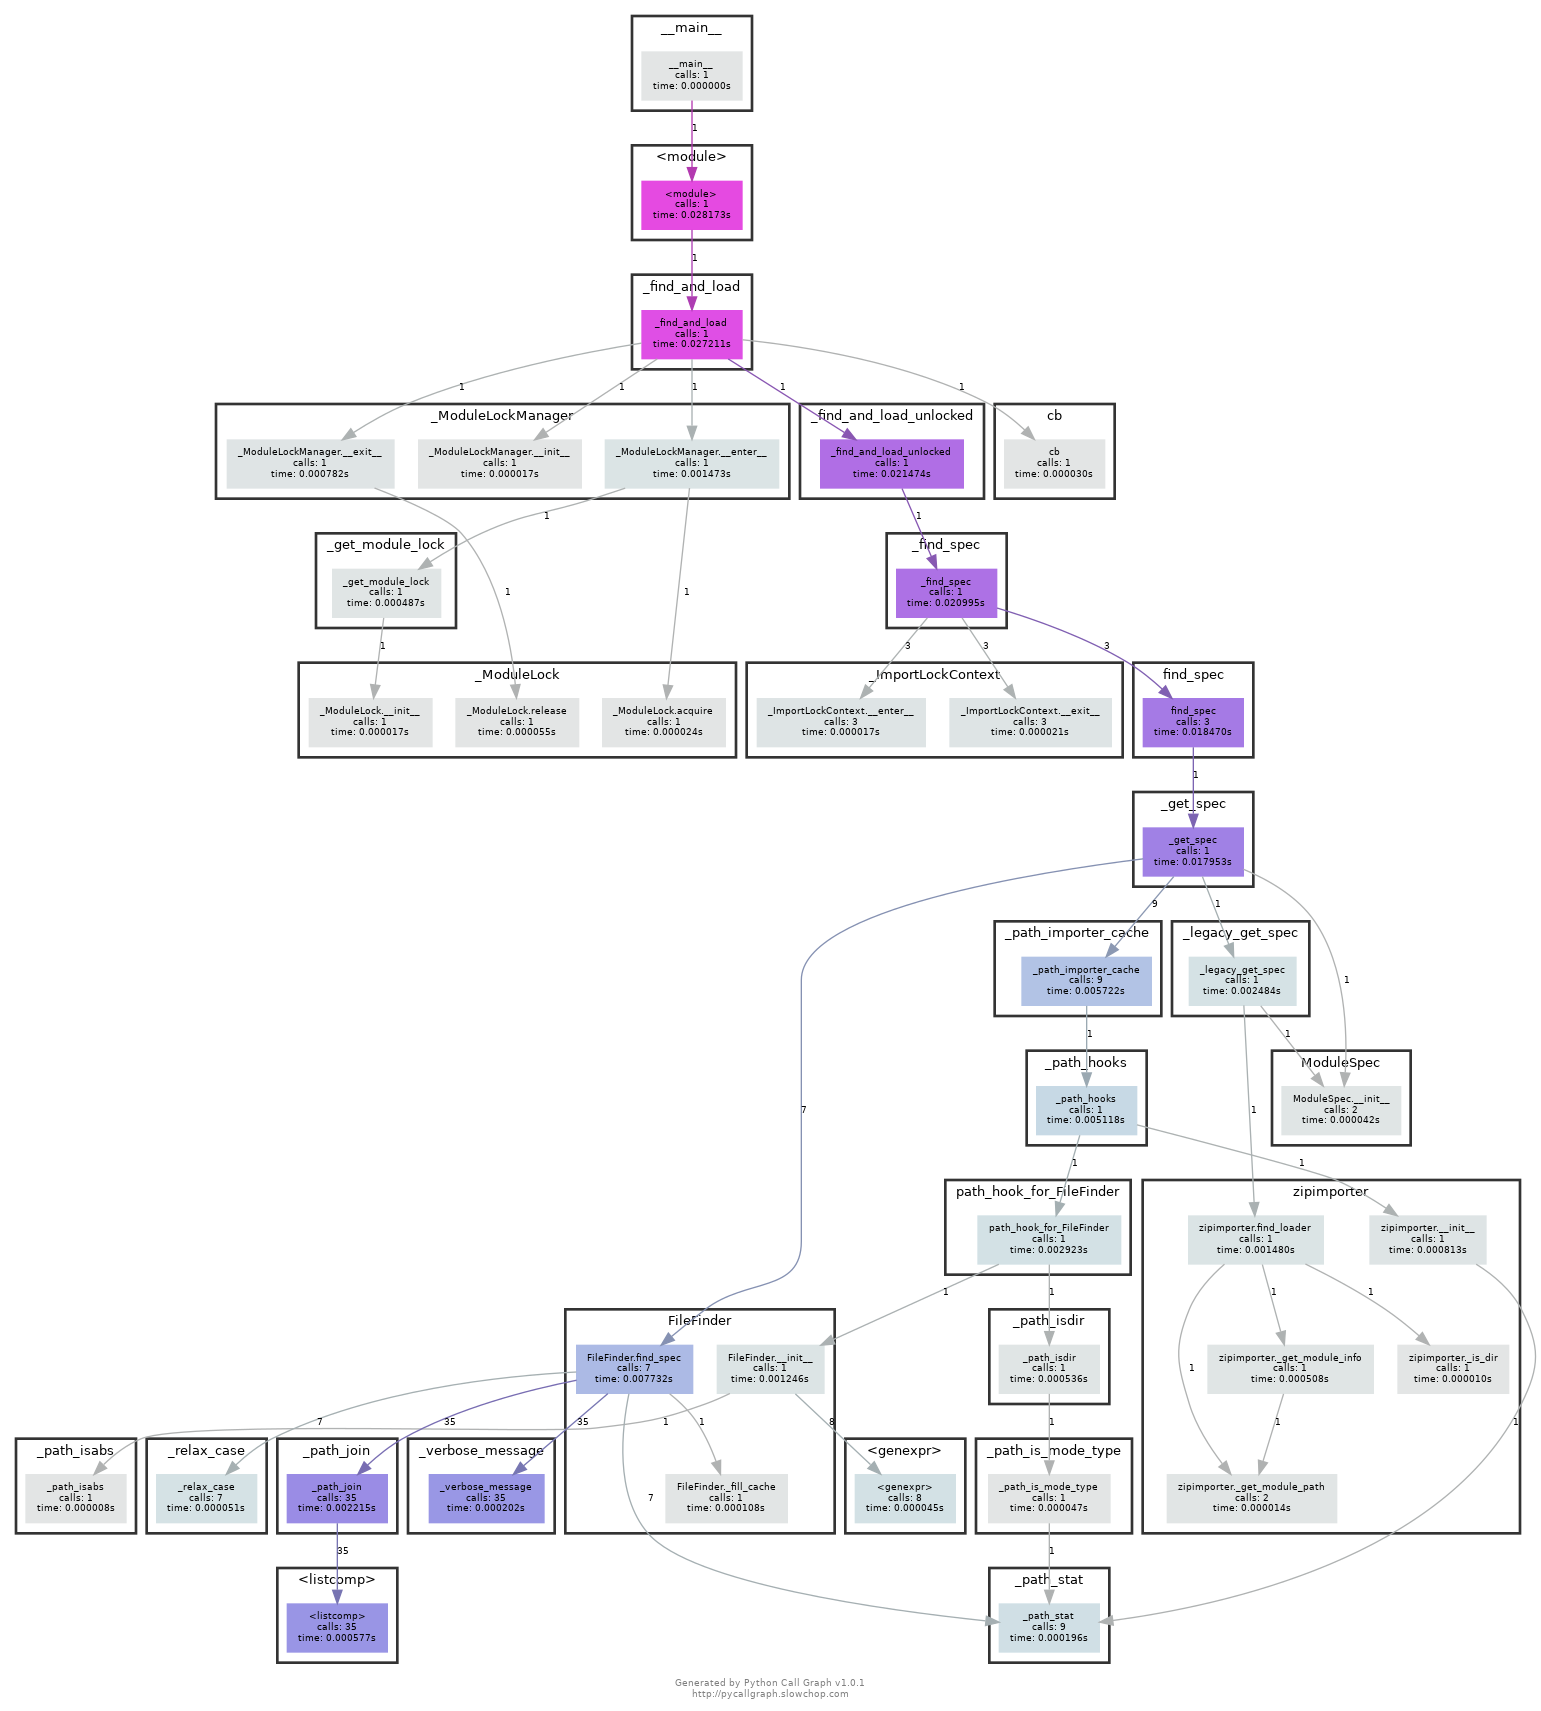 __main__
__main__
calls: 1
time: 0.000000s
1
<module>
<module>
calls: 1
time: 0.028173s
1
_find_and_load
_find_and_load
calls: 1
time: 0.027211s
1
1
1
1
1
_ModuleLockManager
_ModuleLockManager.__exit__
calls: 1
time: 0.000782s
_ModuleLockManager.__init__
calls: 1
time: 0.000017s
_ModuleLockManager.__enter__
calls: 1
time: 0.001473s
_find_and_load_unlocked
_find_and_load_unlocked
calls: 1
time: 0.021474s
cb
cb
calls: 1
time: 0.000030s
1
1
1
1
_get_module_lock
_get_module_lock
calls: 1
time: 0.000487s
_find_spec
_find_spec
calls: 1
time: 0.020995s
1
3
3
3
_ModuleLock
_ModuleLock.__init__
calls: 1
time: 0.000017s
_ModuleLock.release
calls: 1
time: 0.000055s
_ModuleLock.acquire
calls: 1
time: 0.000024s
_ImportLockContext
_ImportLockContext.__enter__
calls: 3
time: 0.000017s
_ImportLockContext.__exit__
calls: 3
time: 0.000021s
find_spec
find_spec
calls: 3
time: 0.018470s
1
_get_spec
_get_spec
calls: 1
time: 0.017953s
9
1
1
7
_path_importer_cache
_path_importer_cache
calls: 9
time: 0.005722s
_legacy_get_spec
_legacy_get_spec
calls: 1
time: 0.002484s
1
1
1
_path_hooks
_path_hooks
calls: 1
time: 0.005118s
ModuleSpec
ModuleSpec.__init__
calls: 2
time: 0.000042s
1
1
path_hook_for_FileFinder
path_hook_for_FileFinder
calls: 1
time: 0.002923s
zipimporter
zipimporter.find_loader
calls: 1
time: 0.001480s
zipimporter.__init__
calls: 1
time: 0.000813s
1
1
1
1
1
1
zipimporter._get_module_info
calls: 1
time: 0.000508s
zipimporter._is_dir
calls: 1
time: 0.000010s
1
zipimporter._get_module_path
calls: 2
time: 0.000014s
FileFinder
FileFinder.find_spec
calls: 7
time: 0.007732s
FileFinder.__init__
calls: 1
time: 0.001246s
_path_isdir
_path_isdir
calls: 1
time: 0.000536s
7
35
35
1
1
8
1
7
FileFinder._fill_cache
calls: 1
time: 0.000108s
_path_isabs
_path_isabs
calls: 1
time: 0.000008s
_relax_case
_relax_case
calls: 7
time: 0.000051s
_path_join
_path_join
calls: 35
time: 0.002215s
_verbose_message
_verbose_message
calls: 35
time: 0.000202s
<genexpr>
<genexpr>
calls: 8
time: 0.000045s
_path_is_mode_type
_path_is_mode_type
calls: 1
time: 0.000047s
35
1
<listcomp>
<listcomp>
calls: 35
time: 0.000577s
_path_stat
_path_stat
calls: 9
time: 0.000196s
Generated by Python Call Graph v1.0.1
http://pycallgraph.slowchop.com